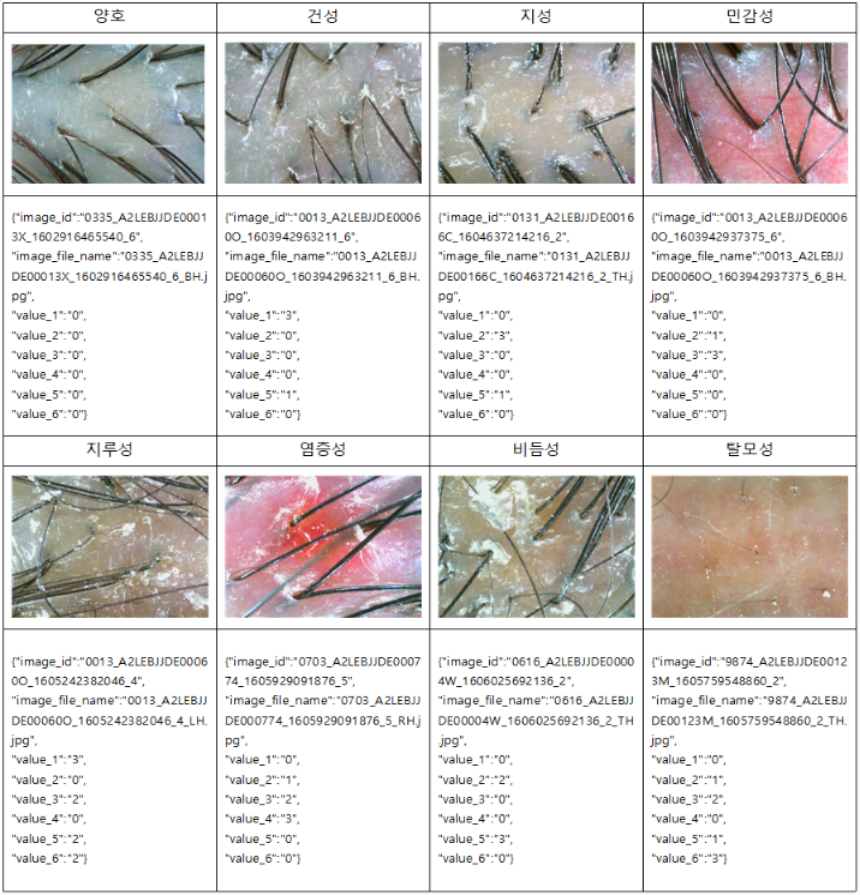 양호
건성
지성
민감성
{"image_id":"0335_A2LEBJJDE0001
3X_1602916465540_6",
"image_file_name":"0335_A2LEBJJ
DE00013X_1602916465540_6_BH.j
pg",
"value_1":"0",
"value_2":"0",
"value_3":"0",
"value_4":"0",
"value_5":"0",
"value_6":"0"}
{"image_id":"0013_A2LEBJJDE0006
0O_1603942963211_6",
"image_file_name":"0013_A2LEBJJ
DE00060O_1603942963211_6_BH.
jpg",
"value_1":"3",
"value_2":"0",
"value_3":"0",
"value_4":"0",
"value_5":"1",
"value_6":"0"}
{"image_id":"0131_A2LEBJJDE0016
6C_1604637214216_2",
"image_file_name":"0131_A2LEBJJ
DE00166C_1604637214216_2_TH.j
pg",
"value_1":"0",
"value_2":"3",
"value_3":"0",
"value_4":"0",
"value_5":"1",
"value_6":"0"}
{"image_id":"0013_A2LEBJJDE0006
0O_1603942937375_6",
"image_file_name":"0013_A2LEBJJ
DE00060O_1603942937375_6_BH.
jpg",
"value_1":"0",
"value_2":"1",
"value_3":"3",
"value_4":"0",
"value_5":"0",
"value_6":"0"}
지루성
염증성
비듬성
탈모성
{"image_id":"0013_A2LEBJJDE0006
0O_1605242382046_4",
"image_file_name":"0013_A2LEBJJ
DE00060O_1605242382046_4_LH.
jpg",
"value_1":"3",
"value_2":"0",
"value_3":"2",
"value_4":"0",
"value_5":"2",
"value_6":"2"}
{"image_id":"0703_A2LEBJJDE0007
74_1605929091876_5",
"image_file_name":"0703_A2LEBJJ
DE000774_1605929091876_5_RH.j
pg",
"value_1":"0",
"value_2":"1",
"value_3":"2",
"value_4":"3",
"value_5":"0",
"value_6":"0"}
{"image_id":"0616_A2LEBJJDE0000
4W_1606025692136_2",
"image_file_name":"0616_A2LEBJJ
DE00004W_1606025692136_2_TH
.jpg",
"value_1":"0",
"value_2":"2",
"value_3":"0",
"value_4":"0",
"value_5":"3",
"value_6":"0"}
{"image_id":"9874_A2LEBJJDE0012
3M_1605759548860_2",
"image_file_name":"9874_A2LEBJJ
DE00123M_1605759548860_2_TH.
jpg",
"value_1":"0",
"value_2":"1",
"value_3":"2",
"value_4":"0",
"value_5":"1",
"value_6":"3"}